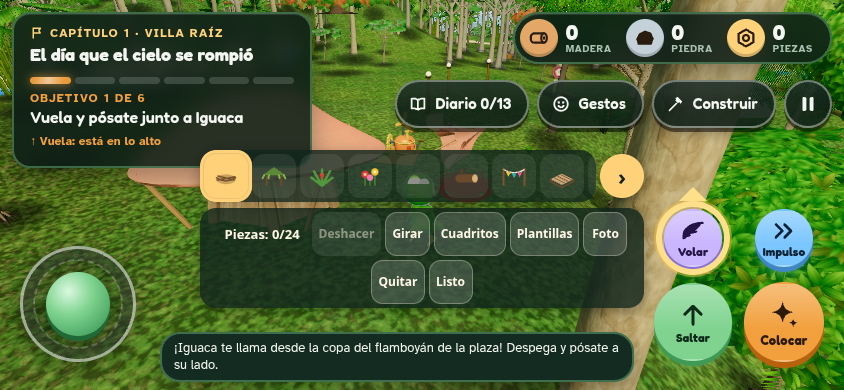 CAPÍTULO 1 · VILLA RAÍZ
El día que el cielo se rompió
OBJETIVO 1 DE 6
Vuela y pósate junto a Iguaca
↑ Vuela: está en lo alto
0 MADERA
0 PIEDRA
0 PIEZAS
Diario 0/13
Gestos
Construir
›
Piezas: 0/24
Deshacer
Girar
Cuadritos
Plantillas
Foto
Quitar
Listo
Volar
Impulso
Saltar
Colocar
¡Iguaca te llama desde la copa del flamboyán de la plaza! Despega y pósate a
su lado.